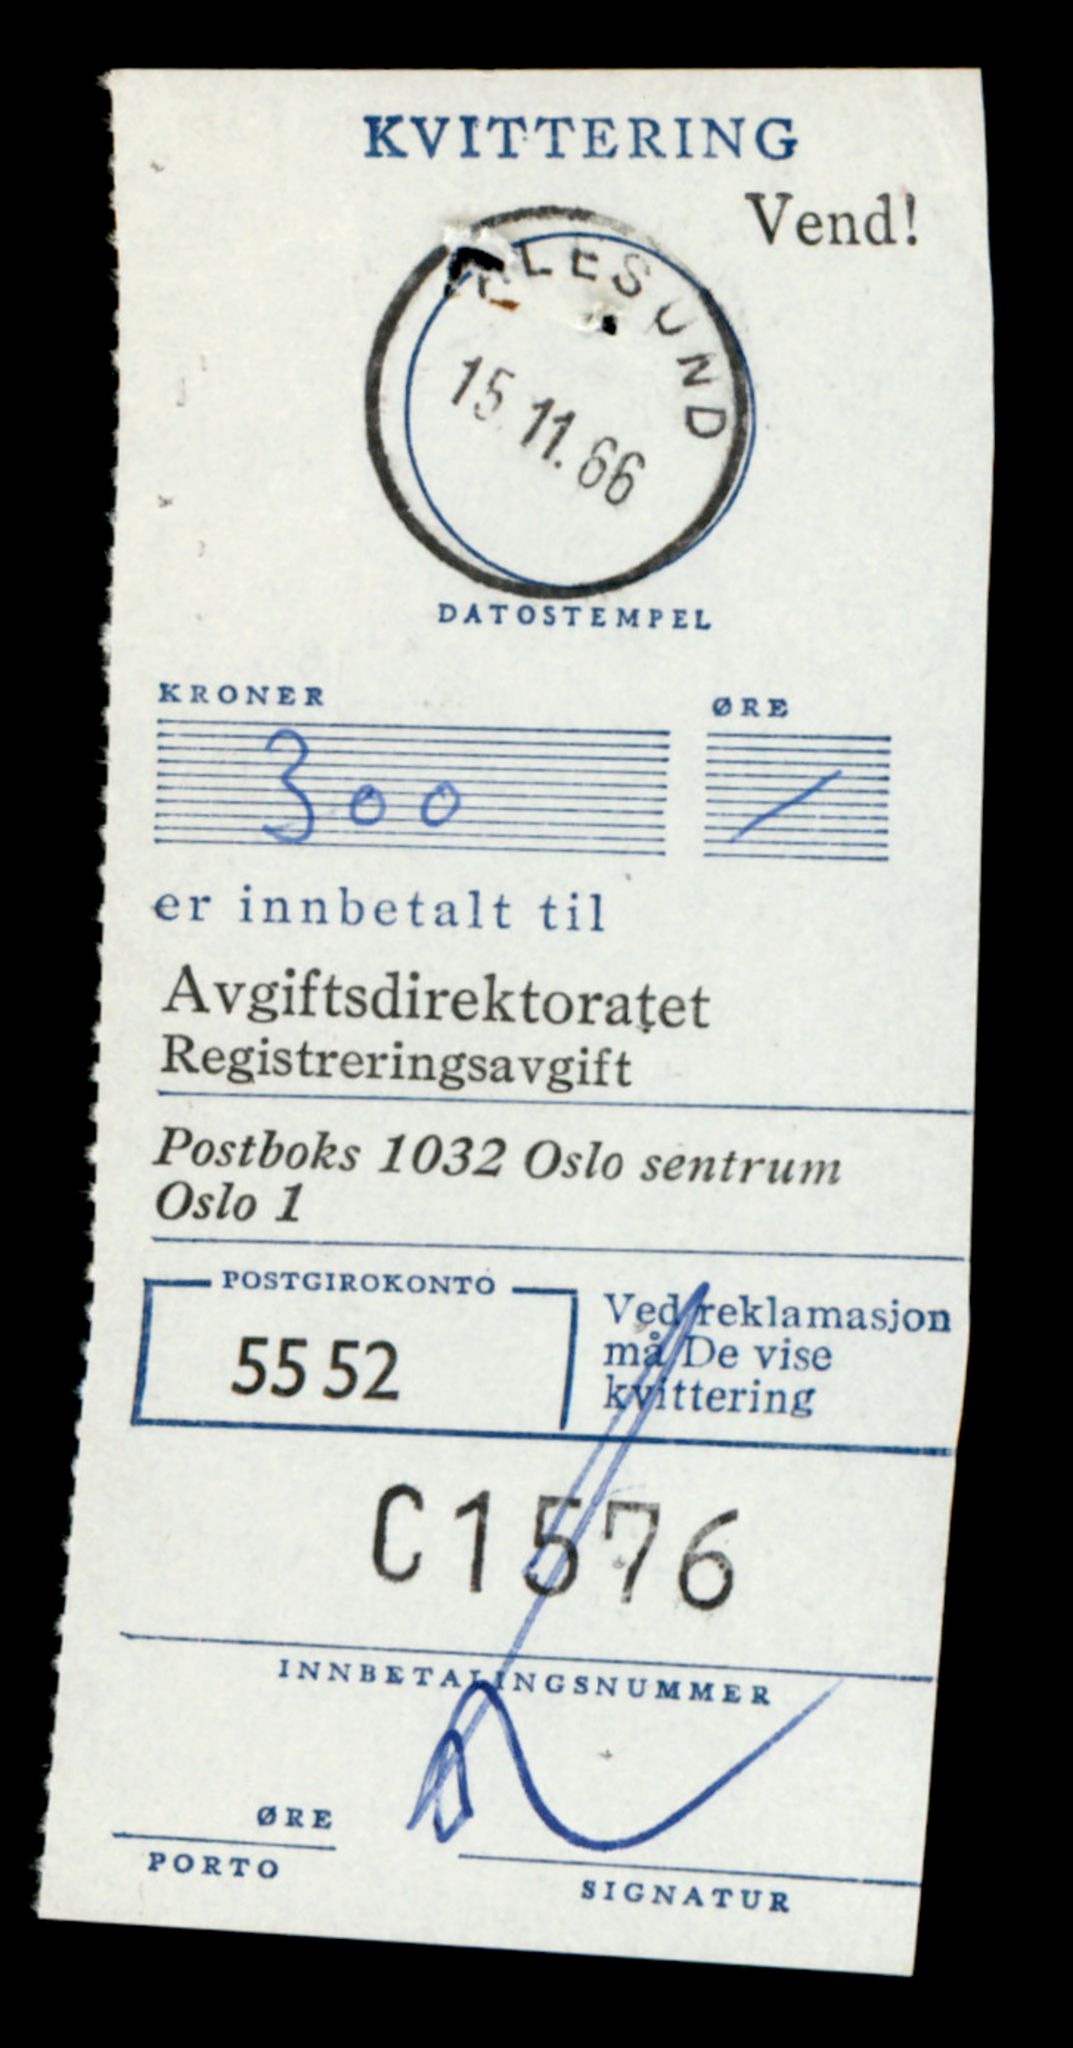 KVITTERING
Vend!
ÅLESUND
15.11.66
DATOSTEMPEL
KRONER ØRE
300 /
er innbetalt til
Avgiftsdirektoratet
Registreringsavgift
Postboks 1032 Oslo sentrum
Oslo 1
POSTGIROKONTO
55 52
Ved reklamasjon
må De vise
kvittering
C1576
INNBETALINGSNUMMER
ØRE
PORTO
SIGNATUR